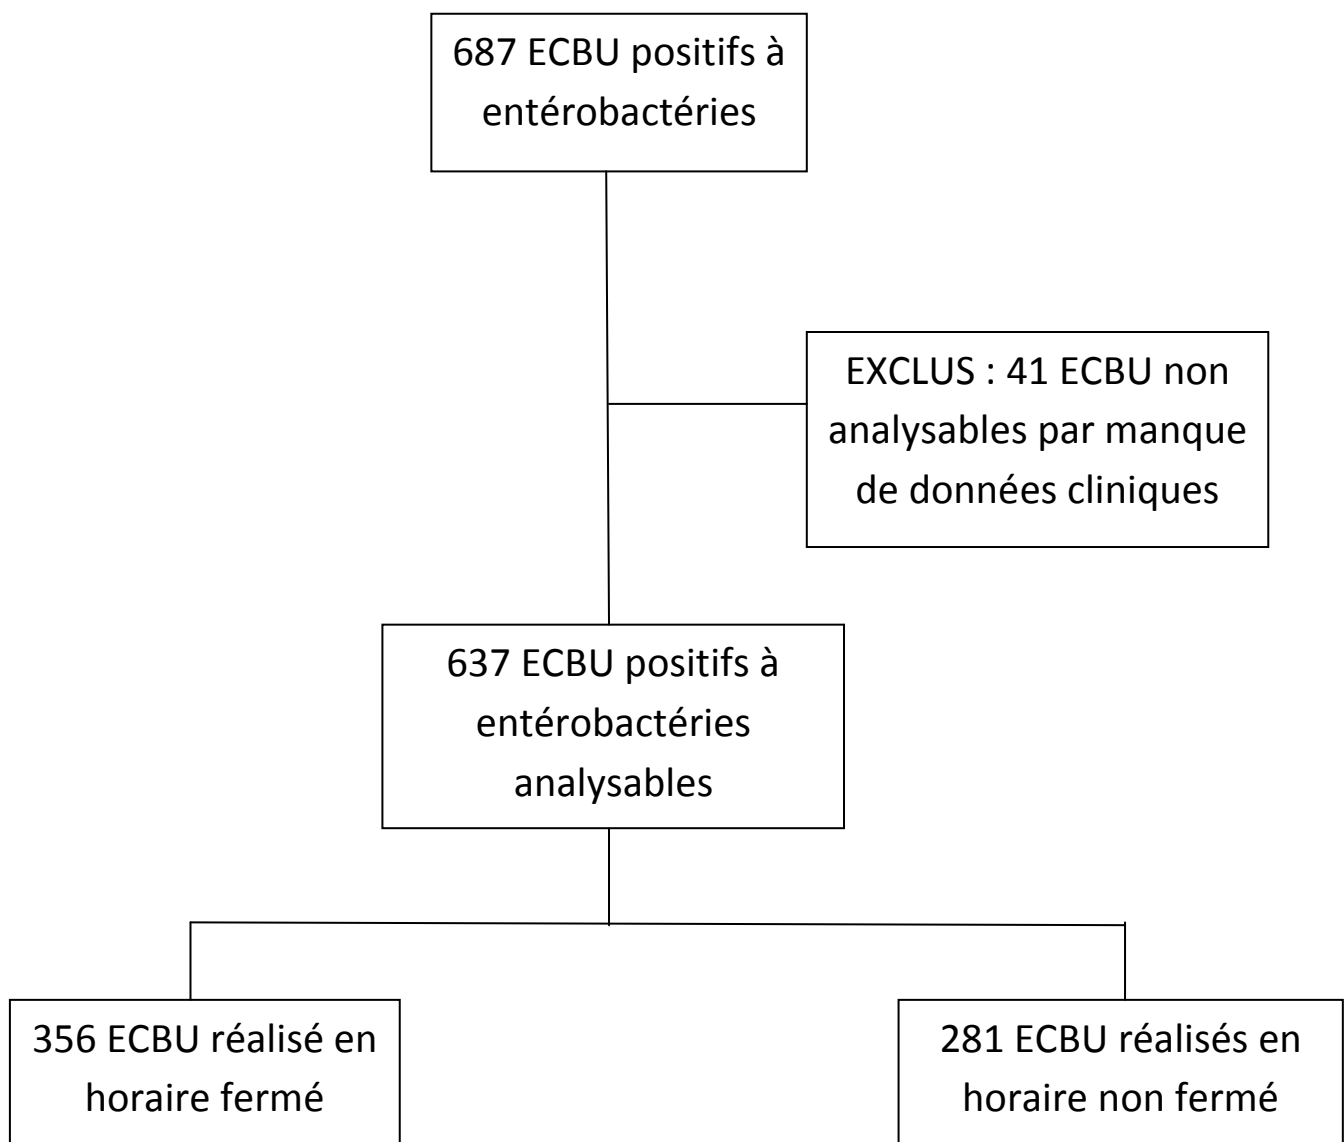 687 ECBU positifs à
entérobactéries
EXCLUS : 41 ECBU non
analysables par manque
de données cliniques
637 ECBU positifs à
entérobactéries
analysables
356 ECBU réalisé en
horaire fermé
281 ECBU réalisés en
horaire non fermé